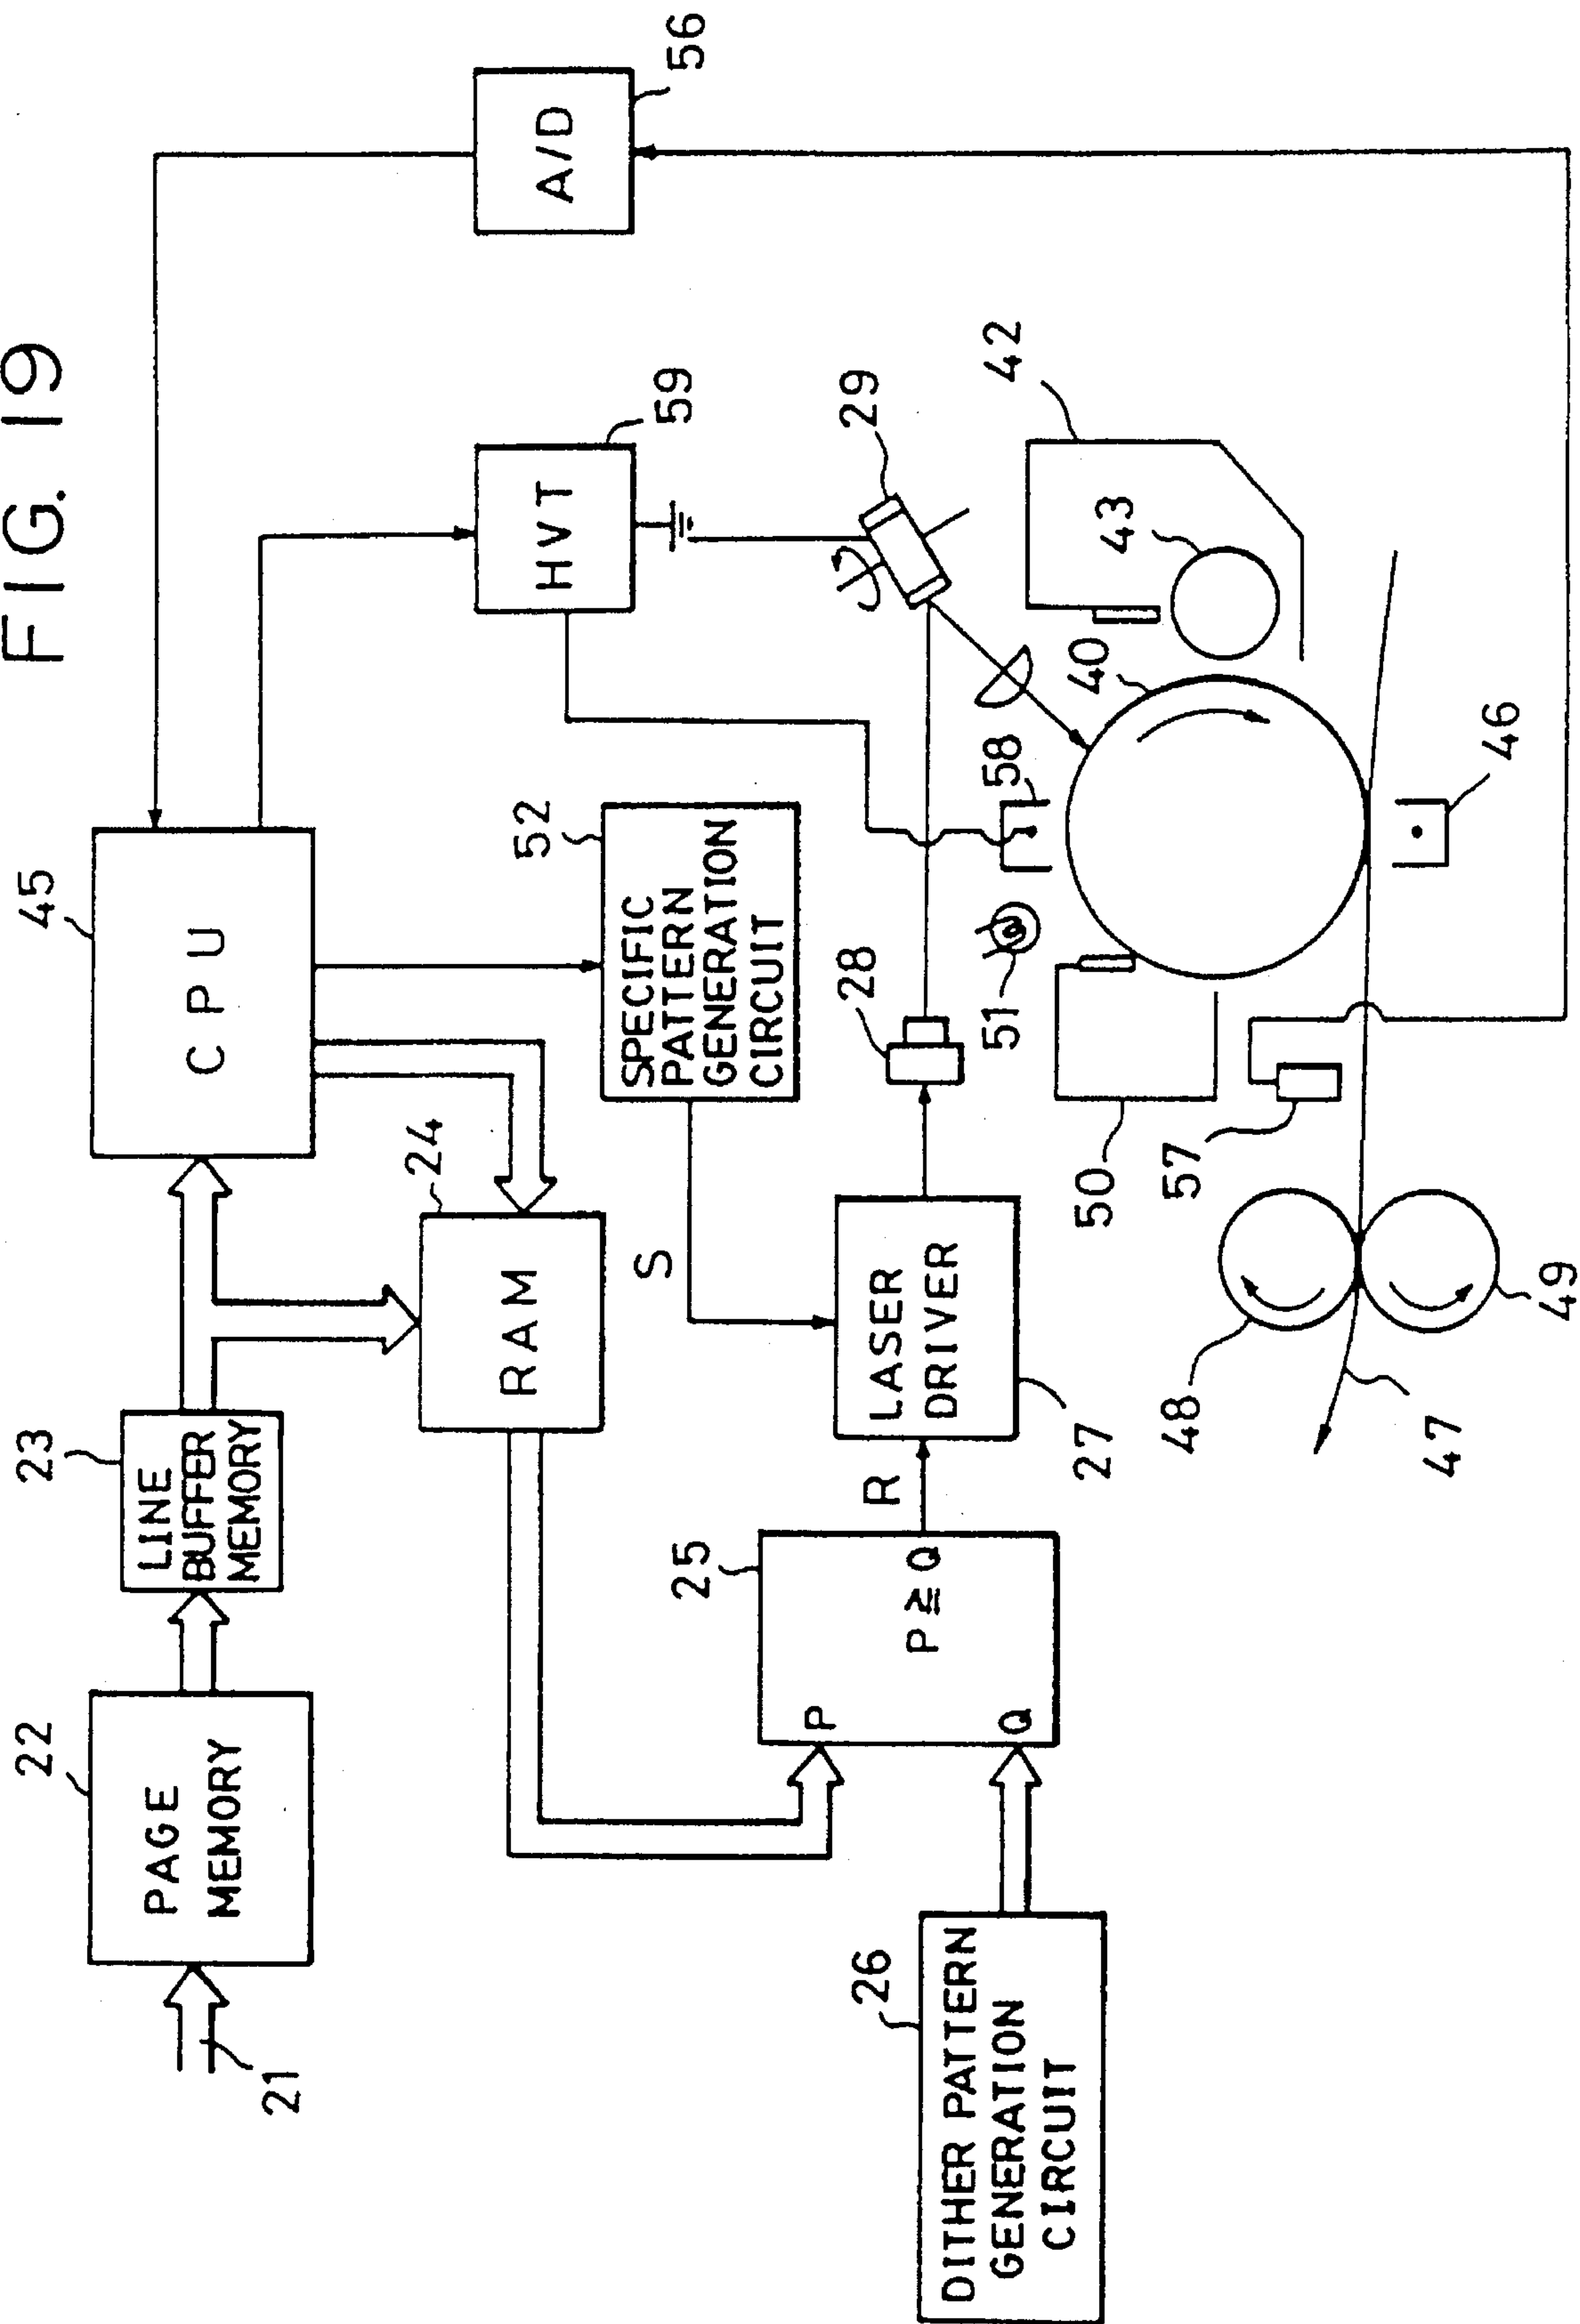 FIG. 19
21
22
PAGE
MEMORY
23
LINE
BUFFER
MEMORY
45
CPU
24
RAM
52
SPECIFIC
PATTERN
GENERATION
CIRCUIT
S
59
HVT
56
A/D
26
DITHER PATTERN
GENERATION
CIRCUIT
25
P
Q
P≧Q
R
27
LASER
DRIVER
28
29
58
51
50
40
42
43
46
57
48
49
47